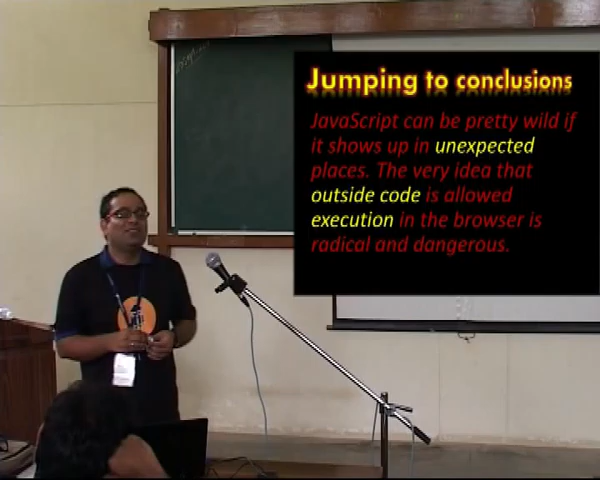 Jumping to conclusions
JavaScript can be pretty wild if
it shows up in unexpected
places. The very idea that
outside code is allowed
execution in the browser is
radical and dangerous.